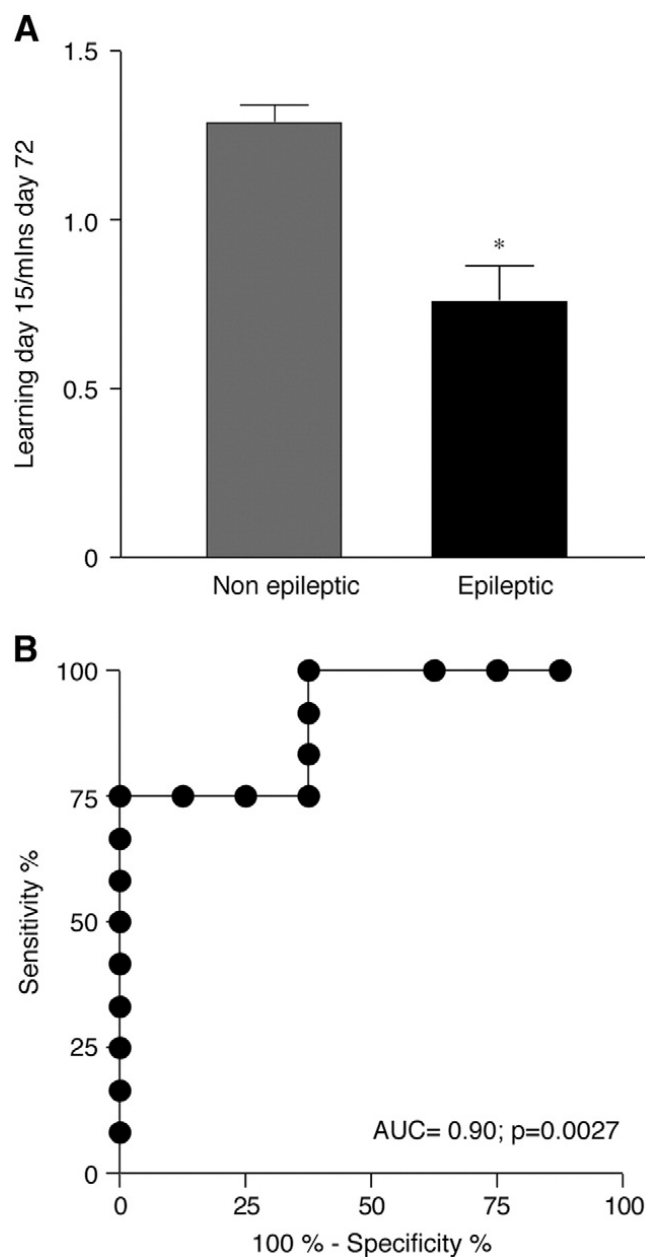 A
Learning day 15/mIns day 72
1.5
1.0
0.5
0
*
Non epileptic
Epileptic
B
Sensitivity %
100
75
50
25
0
AUC= 0.90; p=0.0027
0
25
50
75
100
100 % - Specificity %